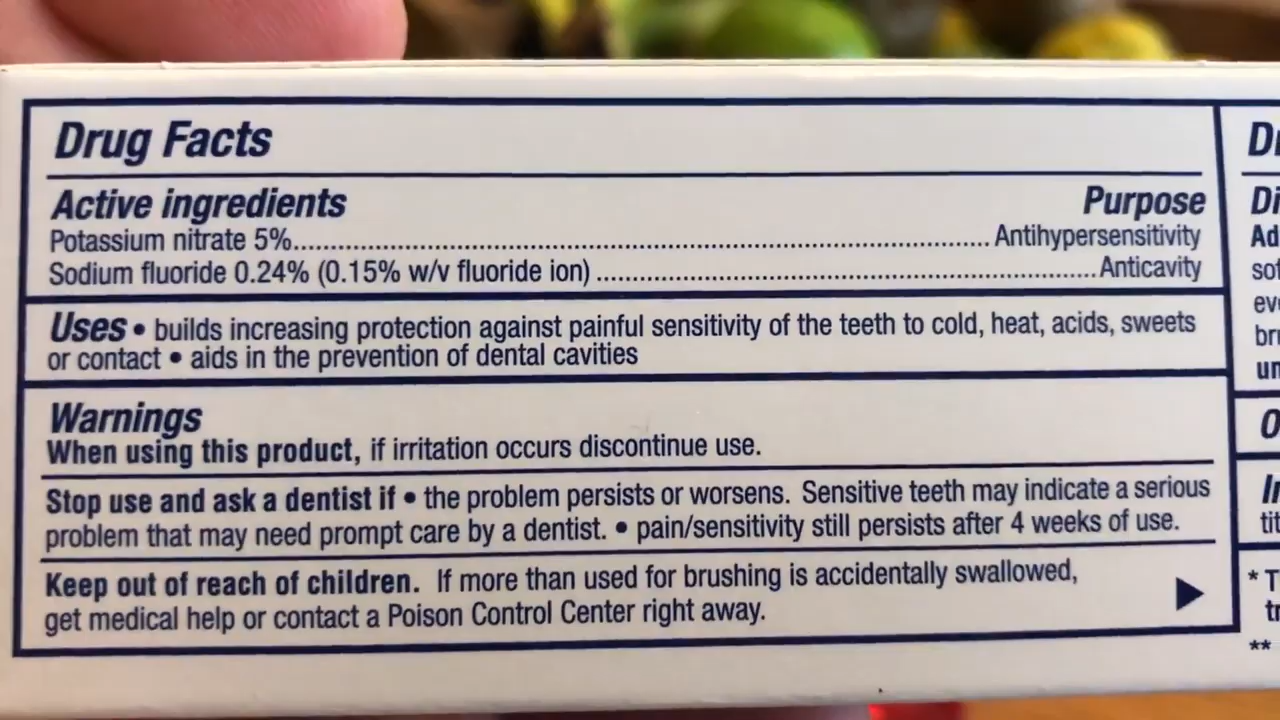 Drug Facts
Active ingredients Purpose
Potassium nitrate 5%........................................................................................................ Antihypersensitivity
Sodium fluoride 0.24% (0.15% w/v fluoride ion) ..........................................................................Anticavity
Uses • builds increasing protection against painful sensitivity of the teeth to cold, heat, acids, sweets
or contact • aids in the prevention of dental cavities
Warnings
When using this product, if irritation occurs discontinue use.
Stop use and ask a dentist if • the problem persists or worsens. Sensitive teeth may indicate a serious
problem that may need prompt care by a dentist. • pain/sensitivity still persists after 4 weeks of use.
Keep out of reach of children. If more than used for brushing is accidentally swallowed,
get medical help or contact a Poison Control Center right away.